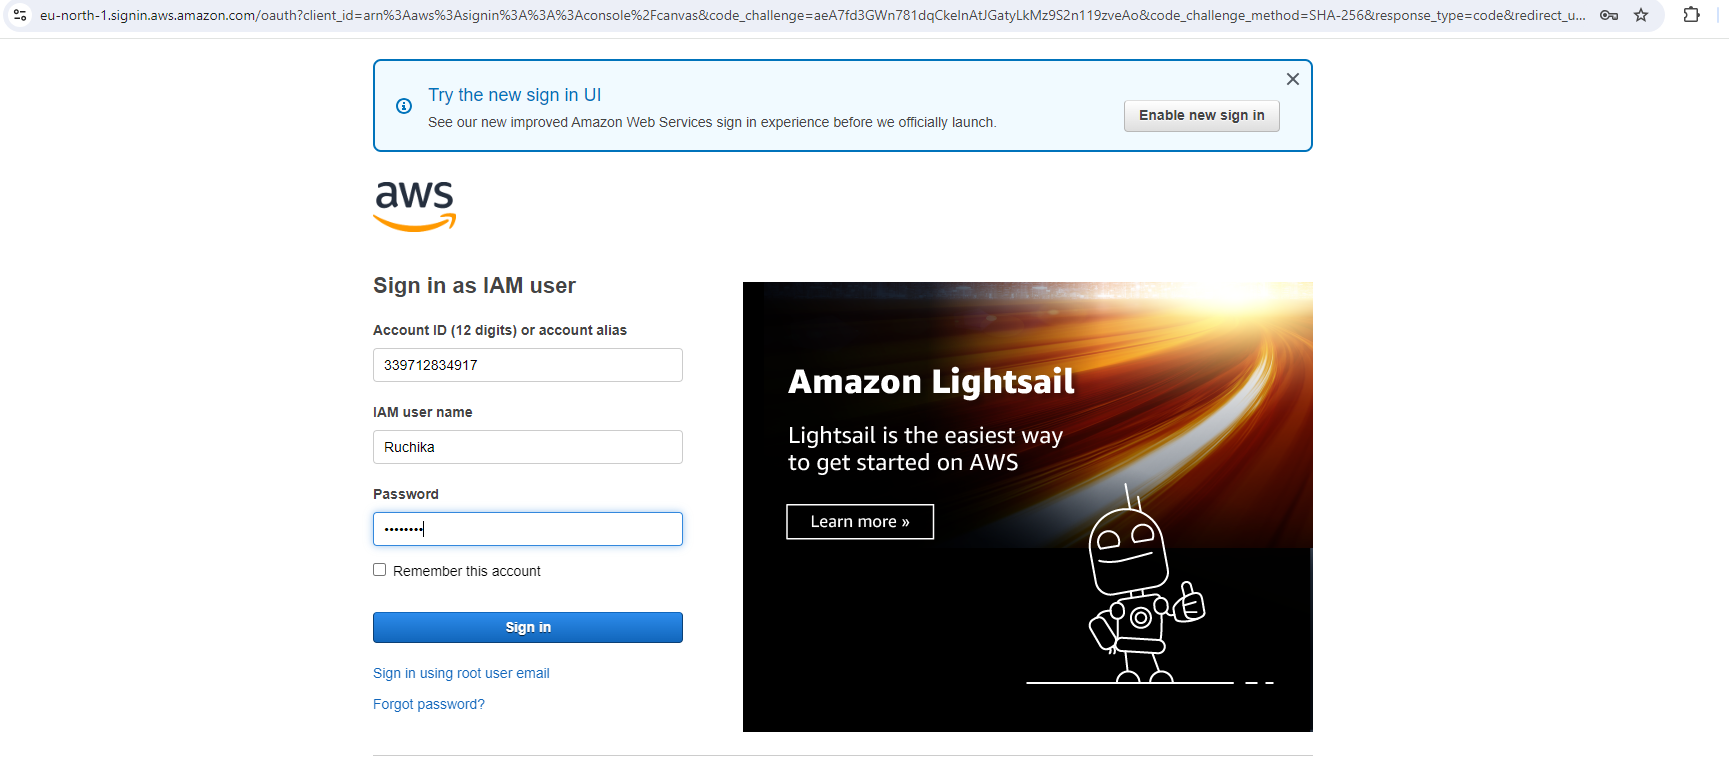 eu-north-1.signin.aws.amazon.com/oauth?client_id=arn%3Aaws%3Asignin%3A%3A%3Aconsole%2Fcanvas&code_challenge=aeA7fd3GWn781dqCkeInAtJGatyLkMz9S2n119zveAo&code_challenge_method=SHA-256&response_type=code&redirect_u...
Try the new sign in UI
See our new improved Amazon Web Services sign in experience before we officially launch.
Enable new sign in
aws
Sign in as IAM user
Account ID (12 digits) or account alias
339712834917
IAM user name
Ruchika
Password
••••••••
Remember this account
Sign in
Sign in using root user email
Forgot password?
Amazon Lightsail
Lightsail is the easiest way
to get started on AWS
Learn more »